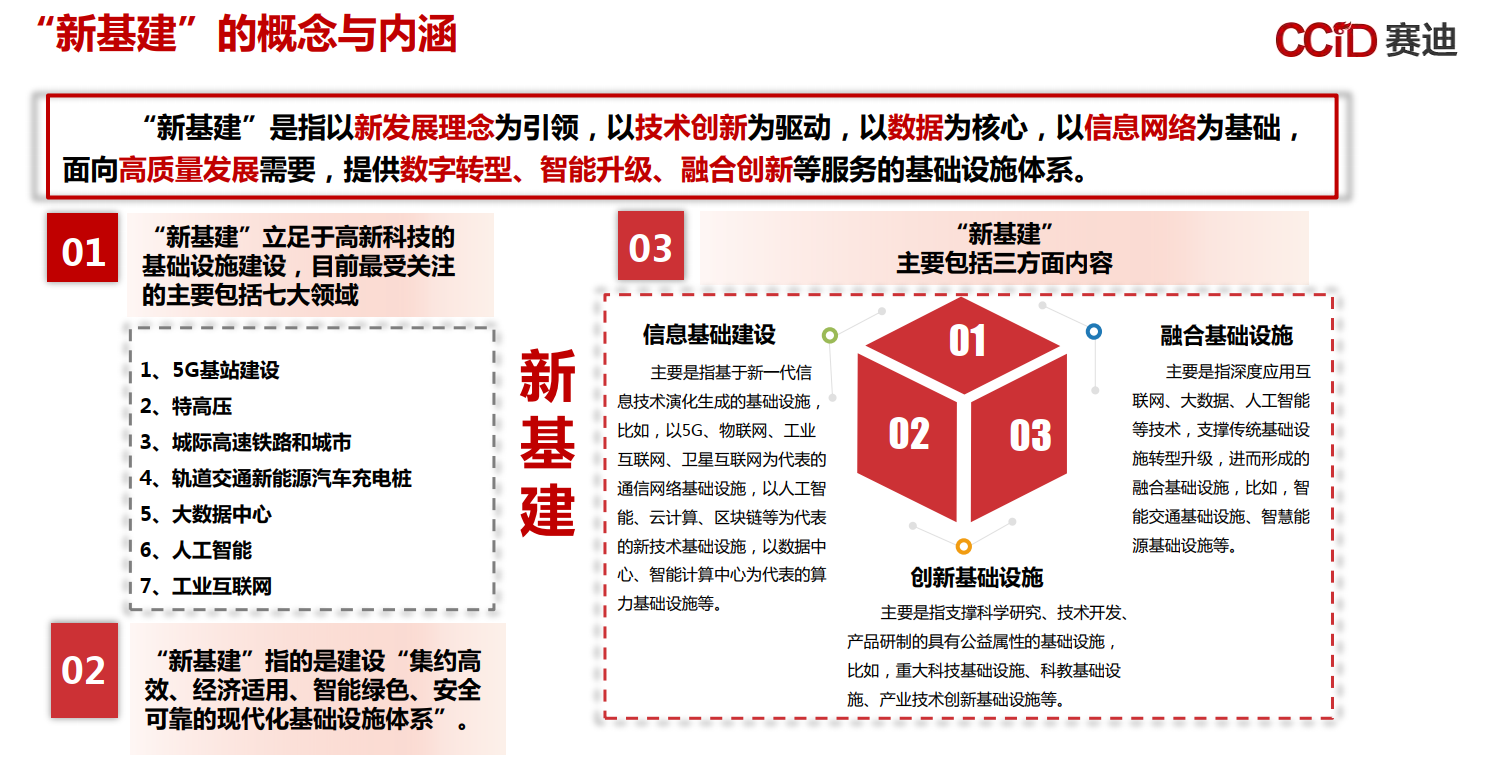 “新基建”的概念与内涵
CCiD 赛迪
“新基建”是指以新发展理念为引领，以技术创新为驱动，以数据为核心，以信息网络为基础，
面向高质量发展需要，提供数字转型、智能升级、融合创新等服务的基础设施体系。
01
“新基建”立足于高新科技的
基础设施建设，目前最受关注
的主要包括七大领域
1、5G基站建设
2、特高压
3、城际高速铁路和城市
4、轨道交通新能源汽车充电桩
5、大数据中心
6、人工智能
7、工业互联网
02
“新基建”指的是建设“集约高
效、经济适用、智能绿色、安全
可靠的现代化基础设施体系”。
新
基
建
03
“新基建”
主要包括三方面内容
信息基础建设
主要是指基于新一代信
息技术演化生成的基础设施，
比如，以5G、物联网、工业
互联网、卫星互联网为代表的
通信网络基础设施，以人工智
能、云计算、区块链等为代表
的新技术基础设施，以数据中
心、智能计算中心为代表的算
力基础设施等。
01
02
03
创新基础设施
主要是指支撑科学研究、技术开发、
产品研制的具有公益属性的基础设施，
比如，重大科技基础设施、科教基础设
施、产业技术创新基础设施等。
融合基础设施
主要是指深度应用互
联网、大数据、人工智能
等技术，支撑传统基础设
施转型升级，进而形成的
融合基础设施，比如，智
能交通基础设施、智慧能
源基础设施等。